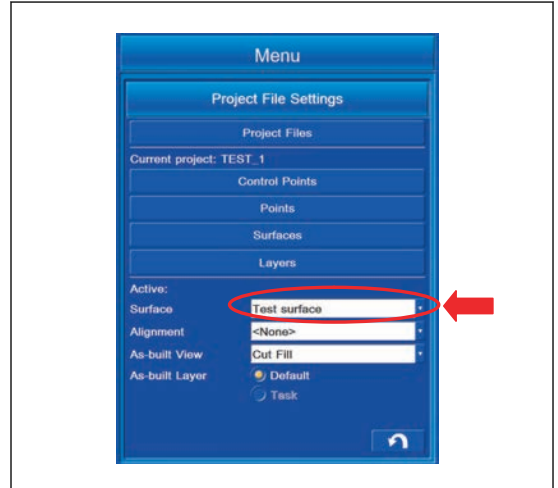 Menu
Project File Settings
Project Files
Current project: TEST_1
Control Points
Points
Surfaces
Layers
Active:
Surface Test surface
Alignment <None>
As-built View Cut Fill
As-built Layer Default
Task